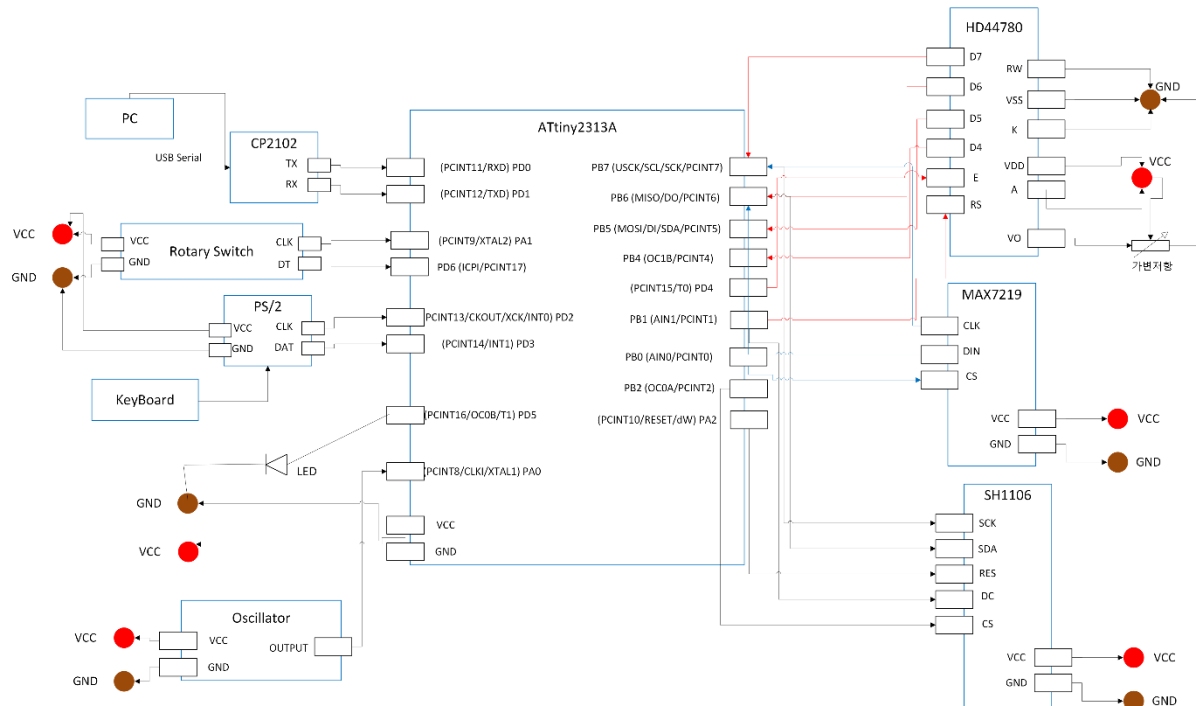 PC
USB Serial
CP2102
TX
RX
VCC
GND
Rotary Switch
VCC
GND
CLK
DT
PS/2
VCC
GND
CLK
DAT
KeyBoard
LED
GND
VCC
Oscillator
VCC
GND
VCC
GND
OUTPUT
ATtiny2313A
(PCINT11/RXD) PD0
(PCINT12/TXD) PD1
(PCINT9/XTAL2) PA1
PD6 (ICPI/PCINT17)
PCINT13/CKOUT/XCK/INT0) PD2
(PCINT14/INT1) PD3
(PCINT16/OC0B/T1) PD5
(PCINT8/CLKI/XTAL1) PA0
VCC
GND
PB7 (USCK/SCL/SCK/PCINT7)
PB6 (MISO/DO/PCINT6)
PB5 (MOSI/DI/SDA/PCINT5)
PB4 (OC1B/PCINT4)
(PCINT15/T0) PD4
PB1 (AIN1/PCINT1)
PB0 (AIN0/PCINT0)
PB2 (OC0A/PCINT2)
(PCINT10/RESET/dW) PA2
HD44780
D7
D6
D5
D4
E
RS
RW
VSS
K
VDD
A
VO
GND
VCC
가변저항
MAX7219
CLK
DIN
CS
VCC
GND
VCC
GND
SH1106
SCK
SDA
RES
DC
CS
VCC
GND
VCC
GND